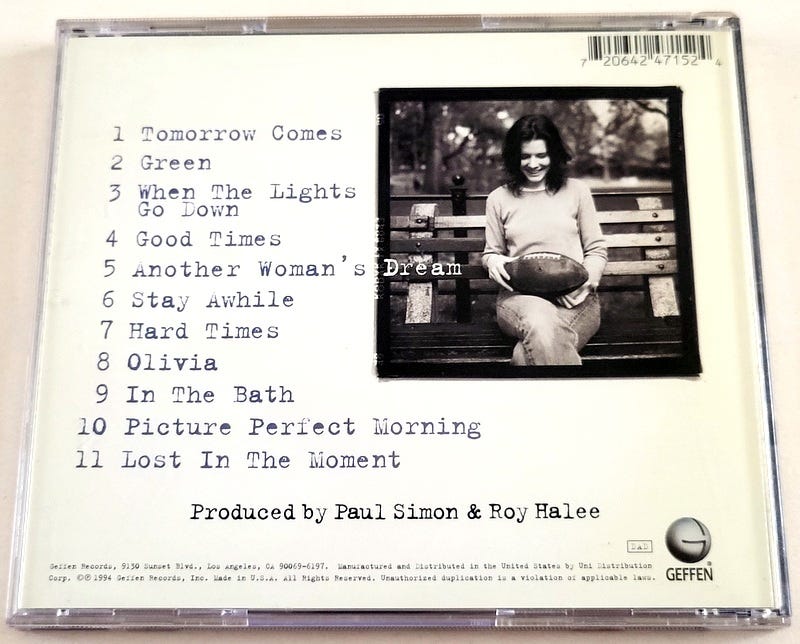 7 20642 47152 4
1 Tomorrow Comes
2 Green
3 When The Lights
Go Down
4 Good Times
5 Another Woman's Dream
6 Stay Awhile
7 Hard Times
8 Olivia
9 In The Bath
10 Picture Perfect Morning
11 Lost In The Moment
Produced by Paul Simon & Roy Halee
DAD
GEFFEN
Geffen Records, 9130 Sunset Blvd., Los Angeles, CA 90069-6197. Manufactured and Distributed in the United States by Uni Distribution
Corp. ©℗ 1994 Geffen Records, Inc. Made in U.S.A. All Rights Reserved. Unauthorized duplication is a violation of applicable laws.